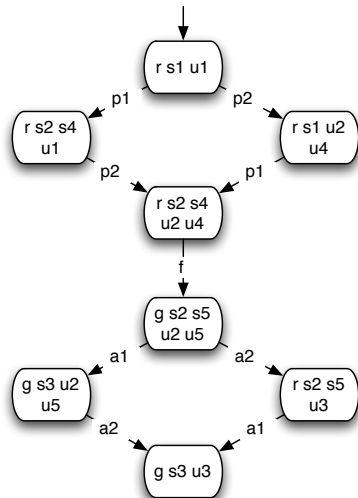 r s1 u1
p1
p2
r s2 s4
u1
r s1 u2
u4
p2
p1
r s2 s4
u2 u4
f
g s2 s5
u2 u5
a1
a2
g s3 u2
u5
r s2 s5
u3
a2
a1
g s3 u3